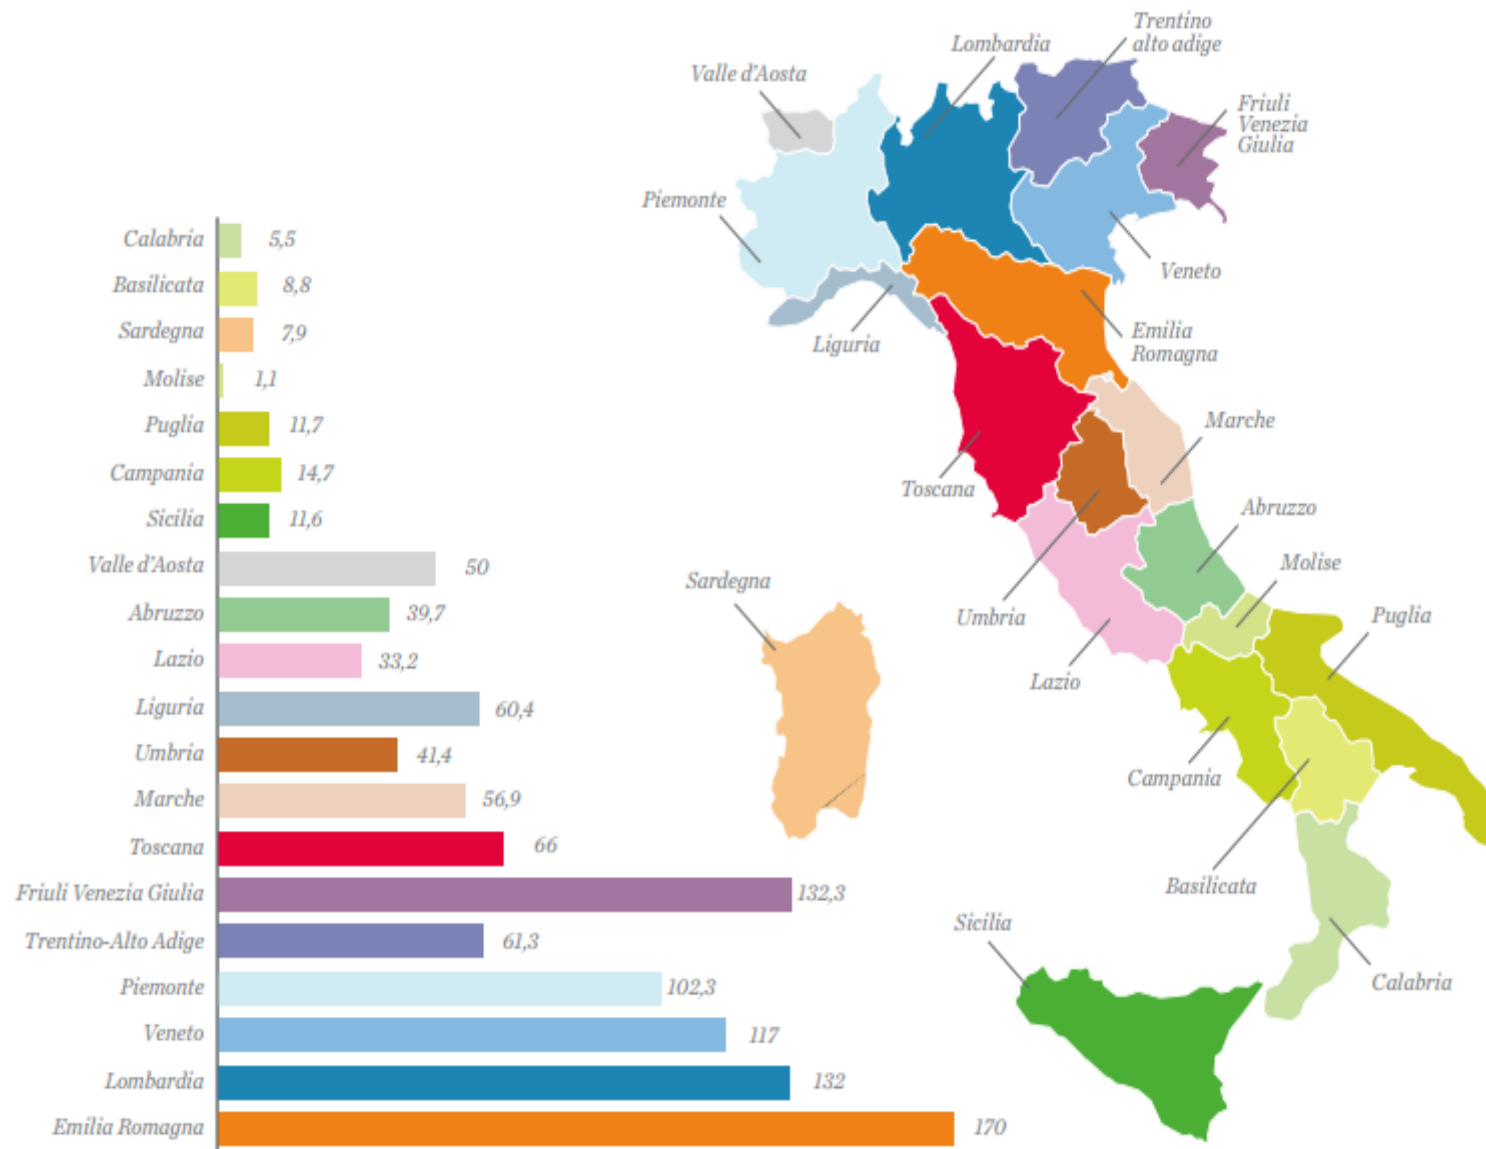 Calabria 5,5
Basilicata 8,8
Sardegna 7,9
Molise 1,1
Puglia 11,7
Campania 14,7
Sicilia 11,6
Valle d'Aosta 50
Abruzzo 39,7
Lazio 33,2
Liguria 60,4
Umbria 41,4
Marche 56,9
Toscana 66
Friuli Venezia Giulia 132,3
Trentino-Alto Adige 61,3
Piemonte 102,3
Veneto 117
Lombardia 132
Emilia Romagna 170
Trentino
alto adige
Lombardia
Valle d'Aosta
Friuli
Venezia
Giulia
Piemonte
Veneto
Liguria
Emilia
Romagna
Marche
Toscana
Abruzzo
Molise
Sardegna
Umbria
Puglia
Lazio
Campania
Basilicata
Sicilia
Calabria